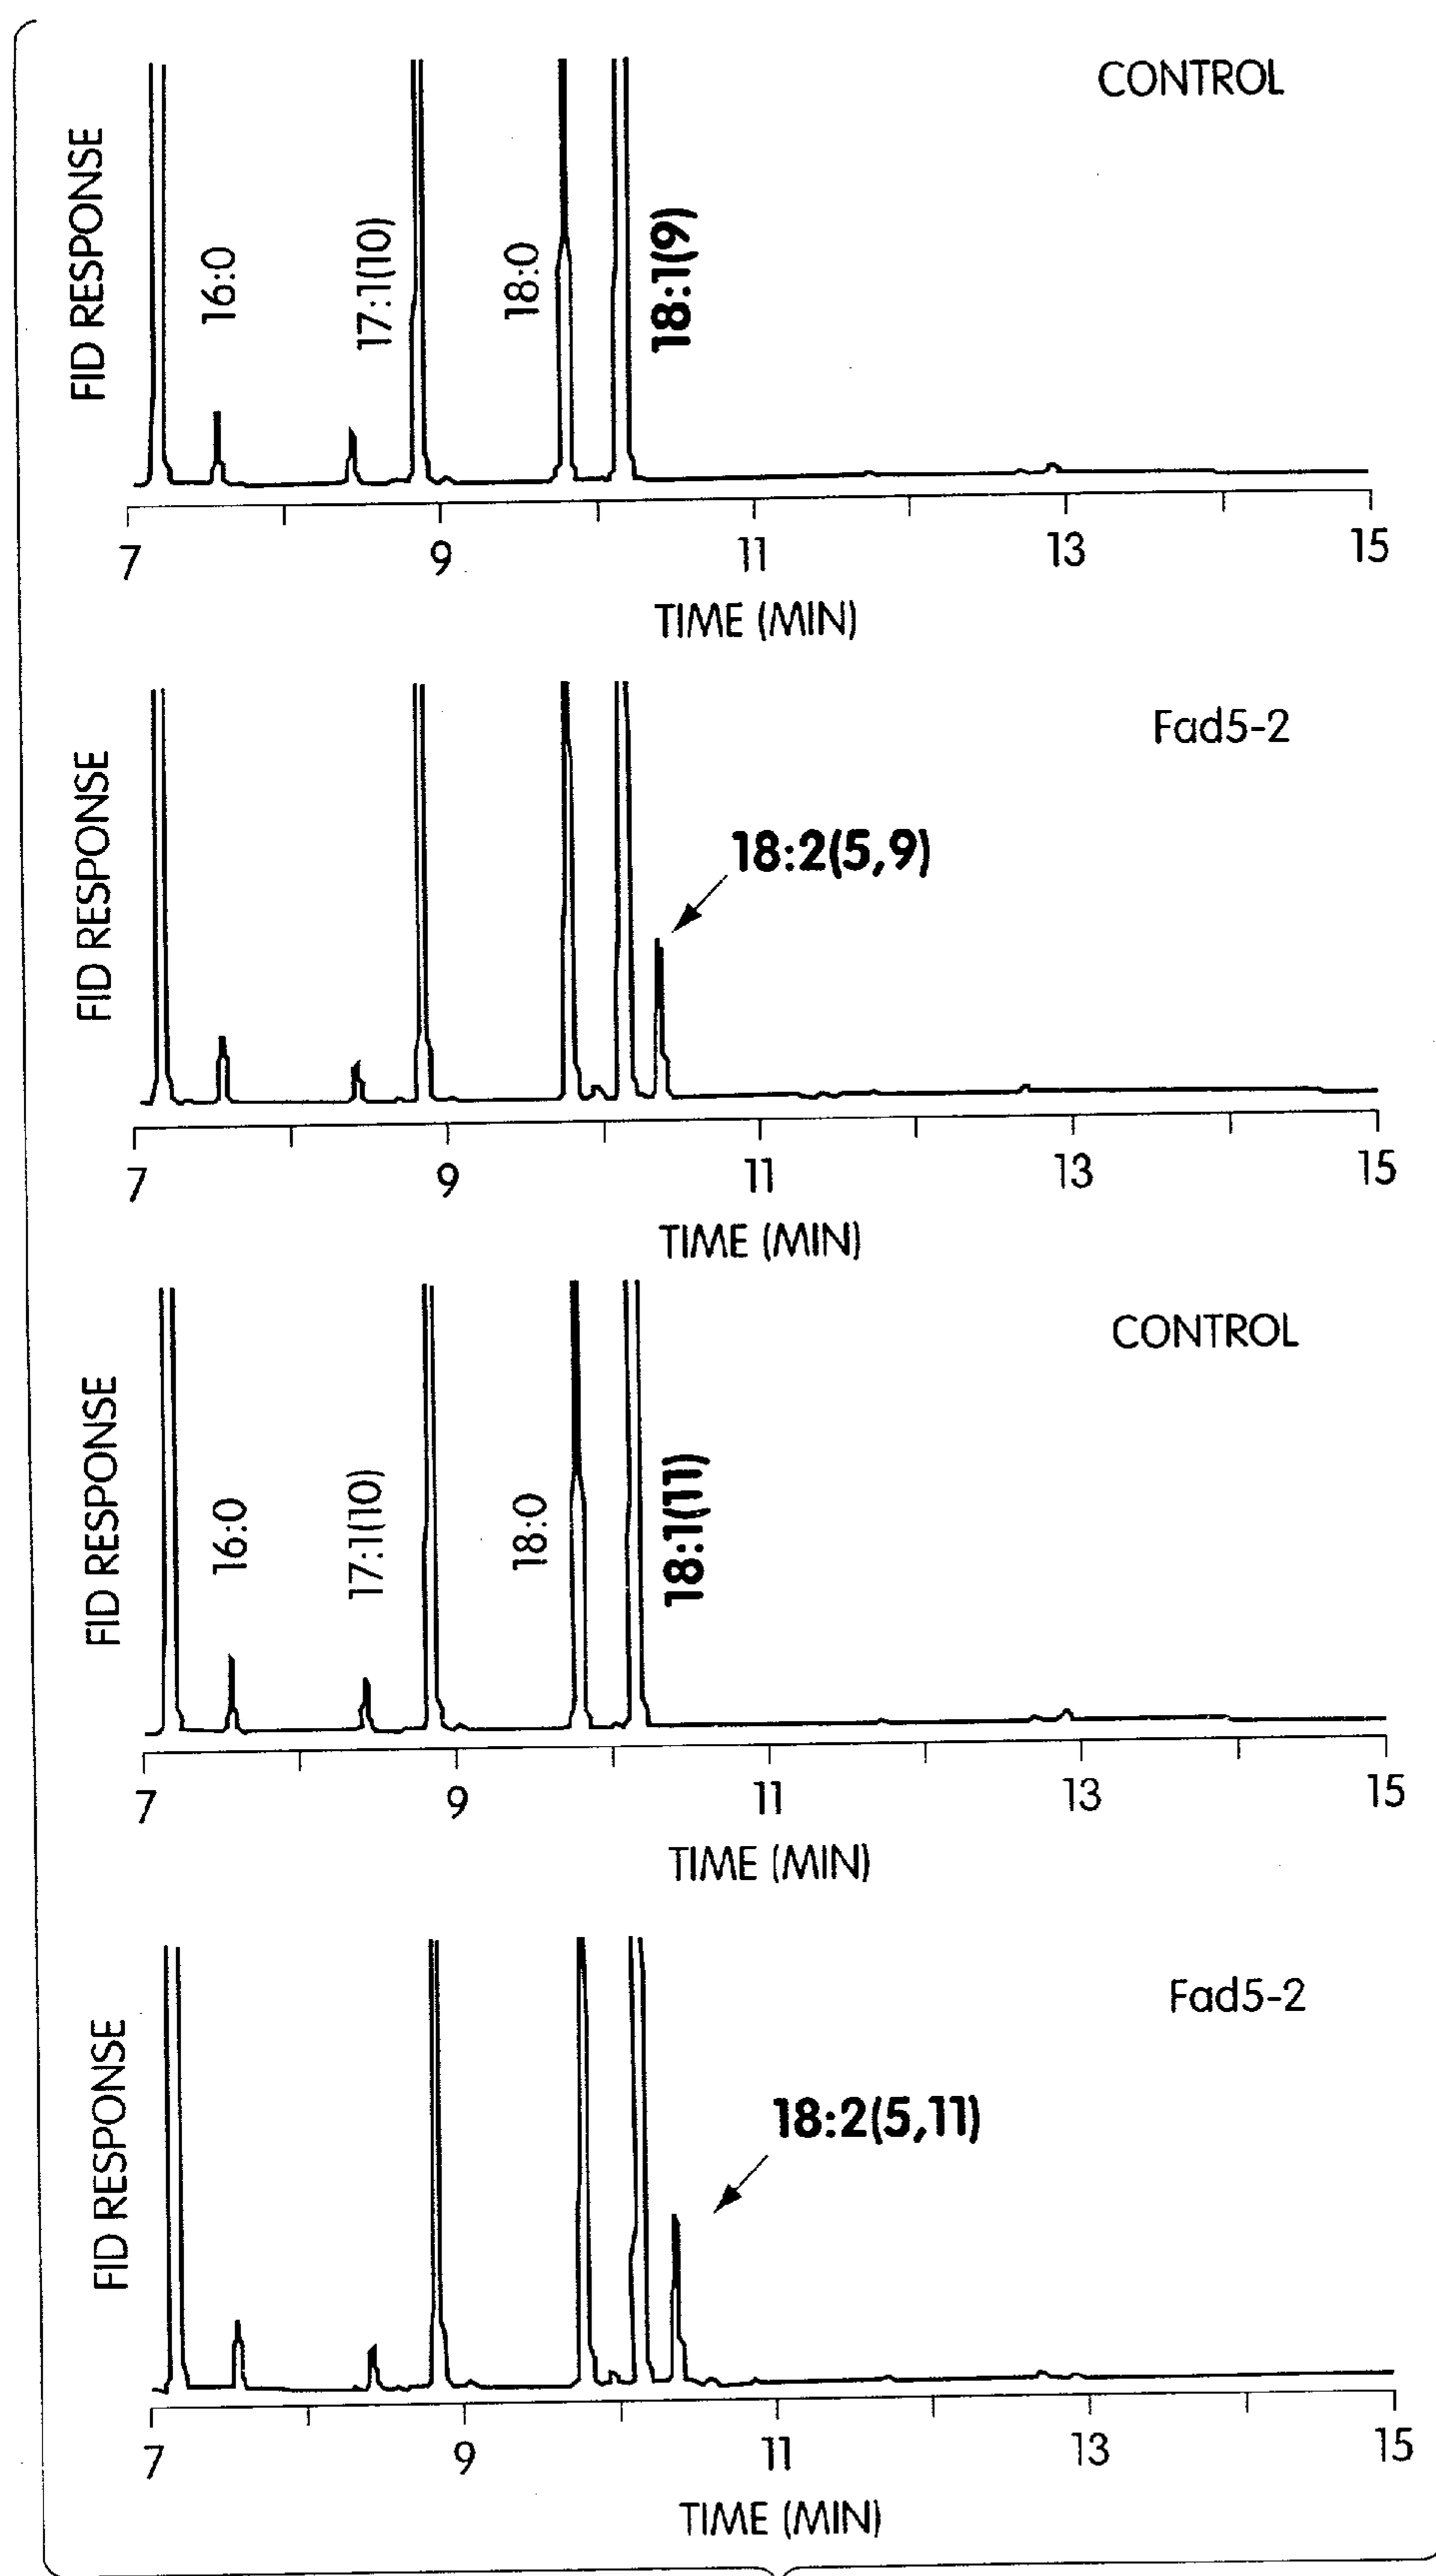 CONTROL
FID RESPONSE
16:0
17:1(10)
18:0
18:1(9)
7 9 11 13 15
TIME (MIN)
Fad5-2
FID RESPONSE
18:2(5,9)
7 9 11 13 15
TIME (MIN)
CONTROL
FID RESPONSE
16:0
17:1(10)
18:0
18:1(11)
7 9 11 13 15
TIME (MIN)
Fad5-2
FID RESPONSE
18:2(5,11)
7 9 11 13 15
TIME (MIN)